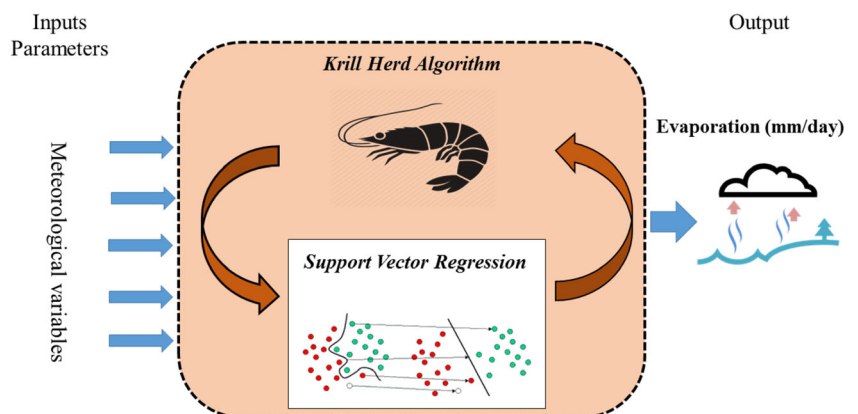 Inputs
Parameters
Output
Krill Herd Algorithm
Evaporation (mm/day)
Meteorological variables
Support Vector Regression